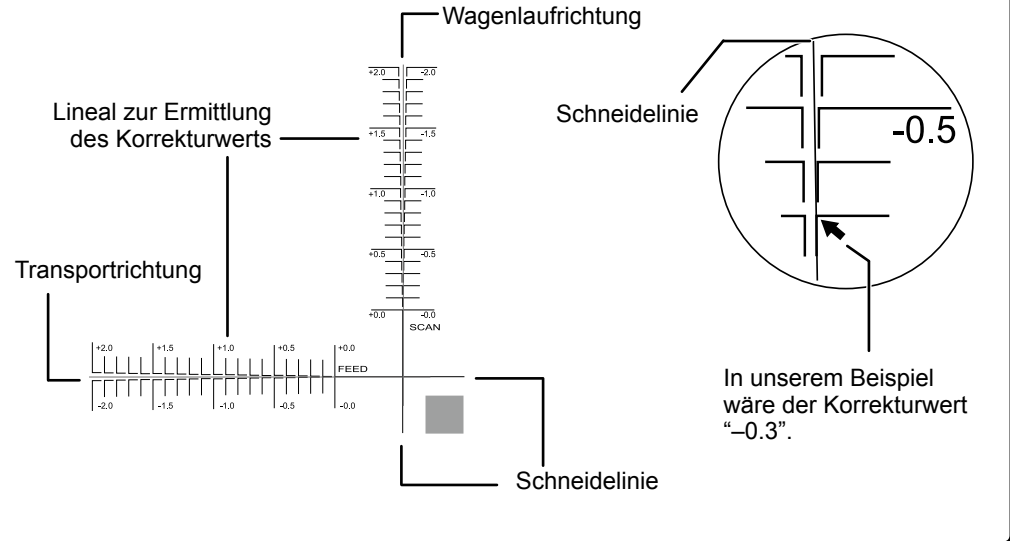 Wagenlaufrichtung
Lineal zur Ermittlung
des Korrekturwerts
Transportrichtung
+2.0 -2.0
+1.5 -1.5
+1.0 -1.0
+0.5 -0.5
+0.0 -0.0
SCAN
+2.0 +1.5 +1.0 +0.5 +0.0
FEED
-2.0 -1.5 -1.0 -0.5 -0.0
Schneidelinie
Schneidelinie
-0.5
In unserem Beispiel
wäre der Korrekturwert
“–0.3”.